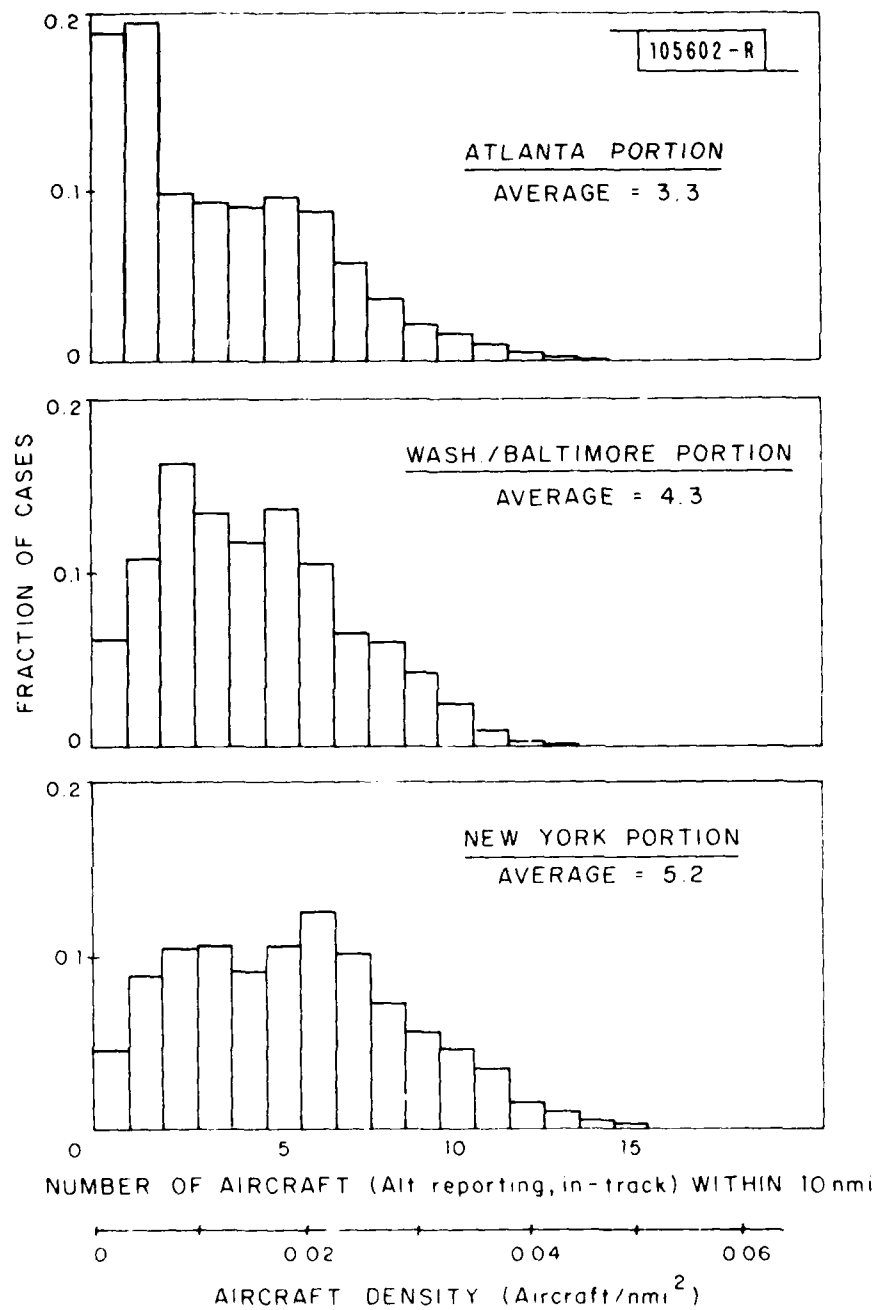 0.2
105602-R
ATLANTA PORTION
AVERAGE = 3.3
0.1
0
0.2
WASH./BALTIMORE PORTION
AVERAGE = 4.3
0.1
0
FRACTION OF CASES
0.2
NEW YORK PORTION
AVERAGE = 5.2
0.1
0 5 10 15
NUMBER OF AIRCRAFT (Alt reporting, in-track) WITHIN 10 nmi
0 0.02 0.04 0.06
AIRCRAFT DENSITY (Aircraft/nmi²)